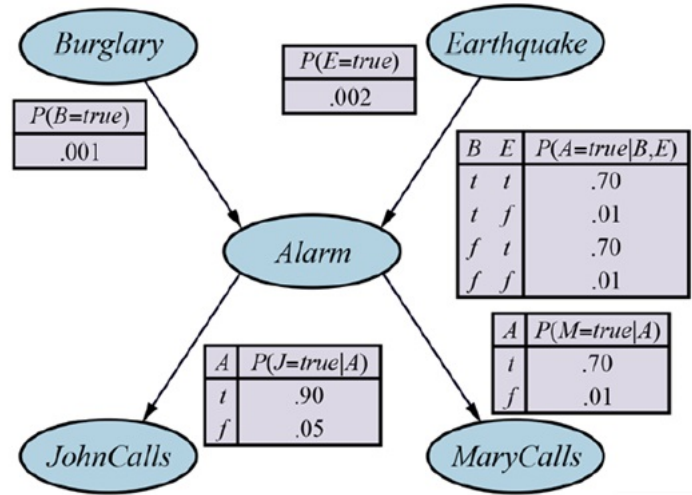 Burglary
Earthquake
P(E=true)
.002
P(B=true)
.001
B E P(A=true|B,E)
t t .70
t f .01
f t .70
f f .01
Alarm
A P(J=true|A)
t .90
f .05
A P(M=true|A)
t .70
f .01
JohnCalls
MaryCalls